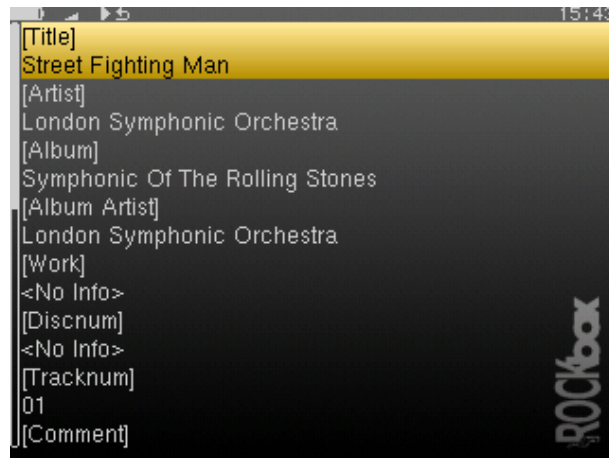 15:43
[Title]
Street Fighting Man
[Artist]
London Symphonic Orchestra
[Album]
Symphonic Of The Rolling Stones
[Album Artist]
London Symphonic Orchestra
[Work]
<No Info>
[Discnum]
<No Info>
[Tracknum]
01
[Comment]
ROCKbox